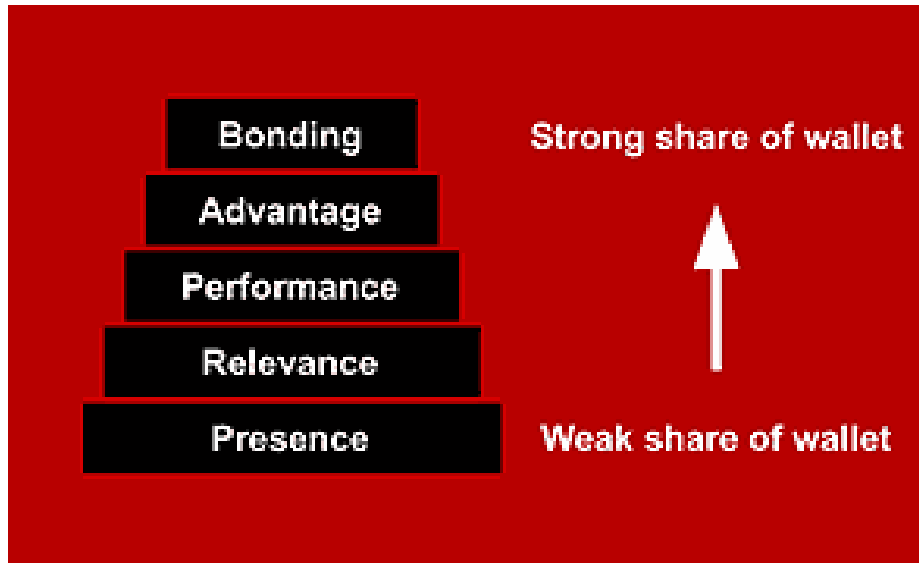 Bonding
Strong share of wallet
Advantage
Performance
Relevance
Presence
Weak share of wallet